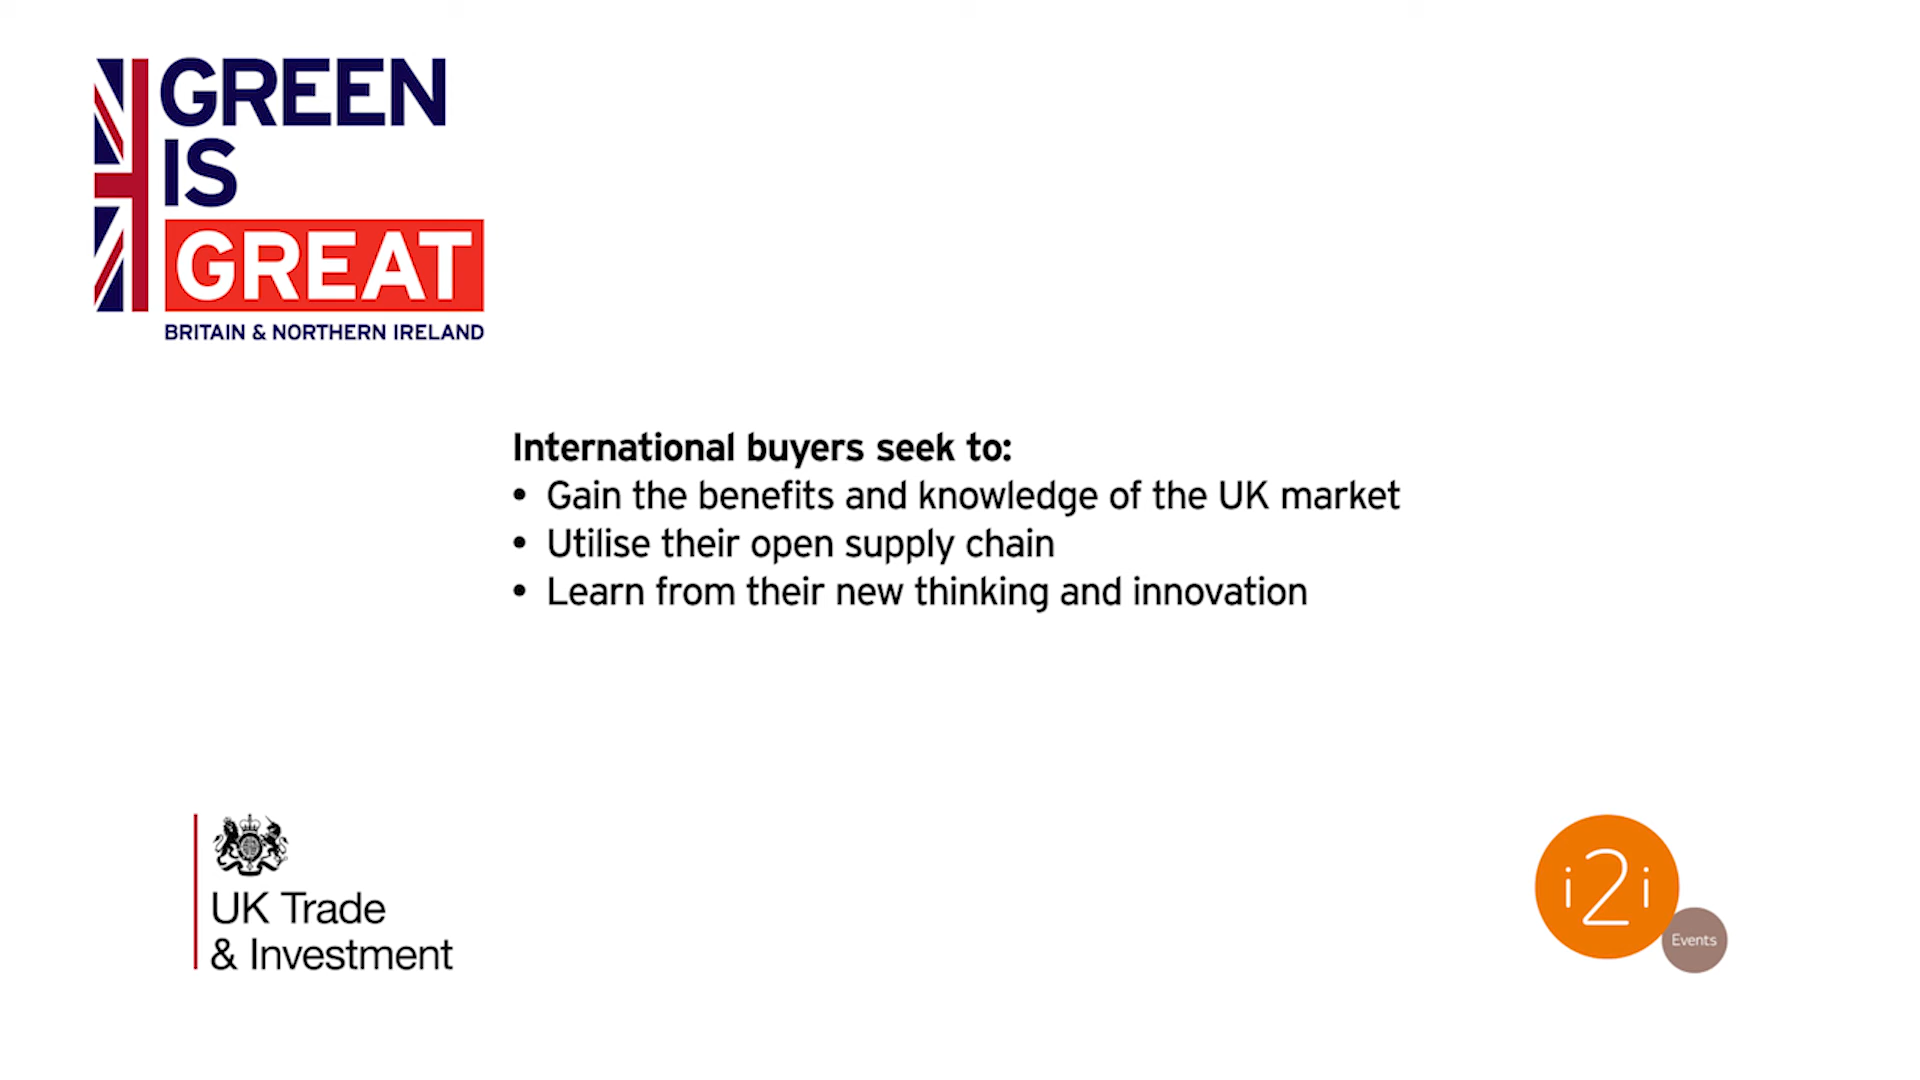 GREEN
IS
GREAT
BRITAIN & NORTHERN IRELAND
International buyers seek to:
• Gain the benefits and knowledge of the UK market
• Utilise their open supply chain
• Learn from their new thinking and innovation
UK Trade
& Investment
i2i
Events